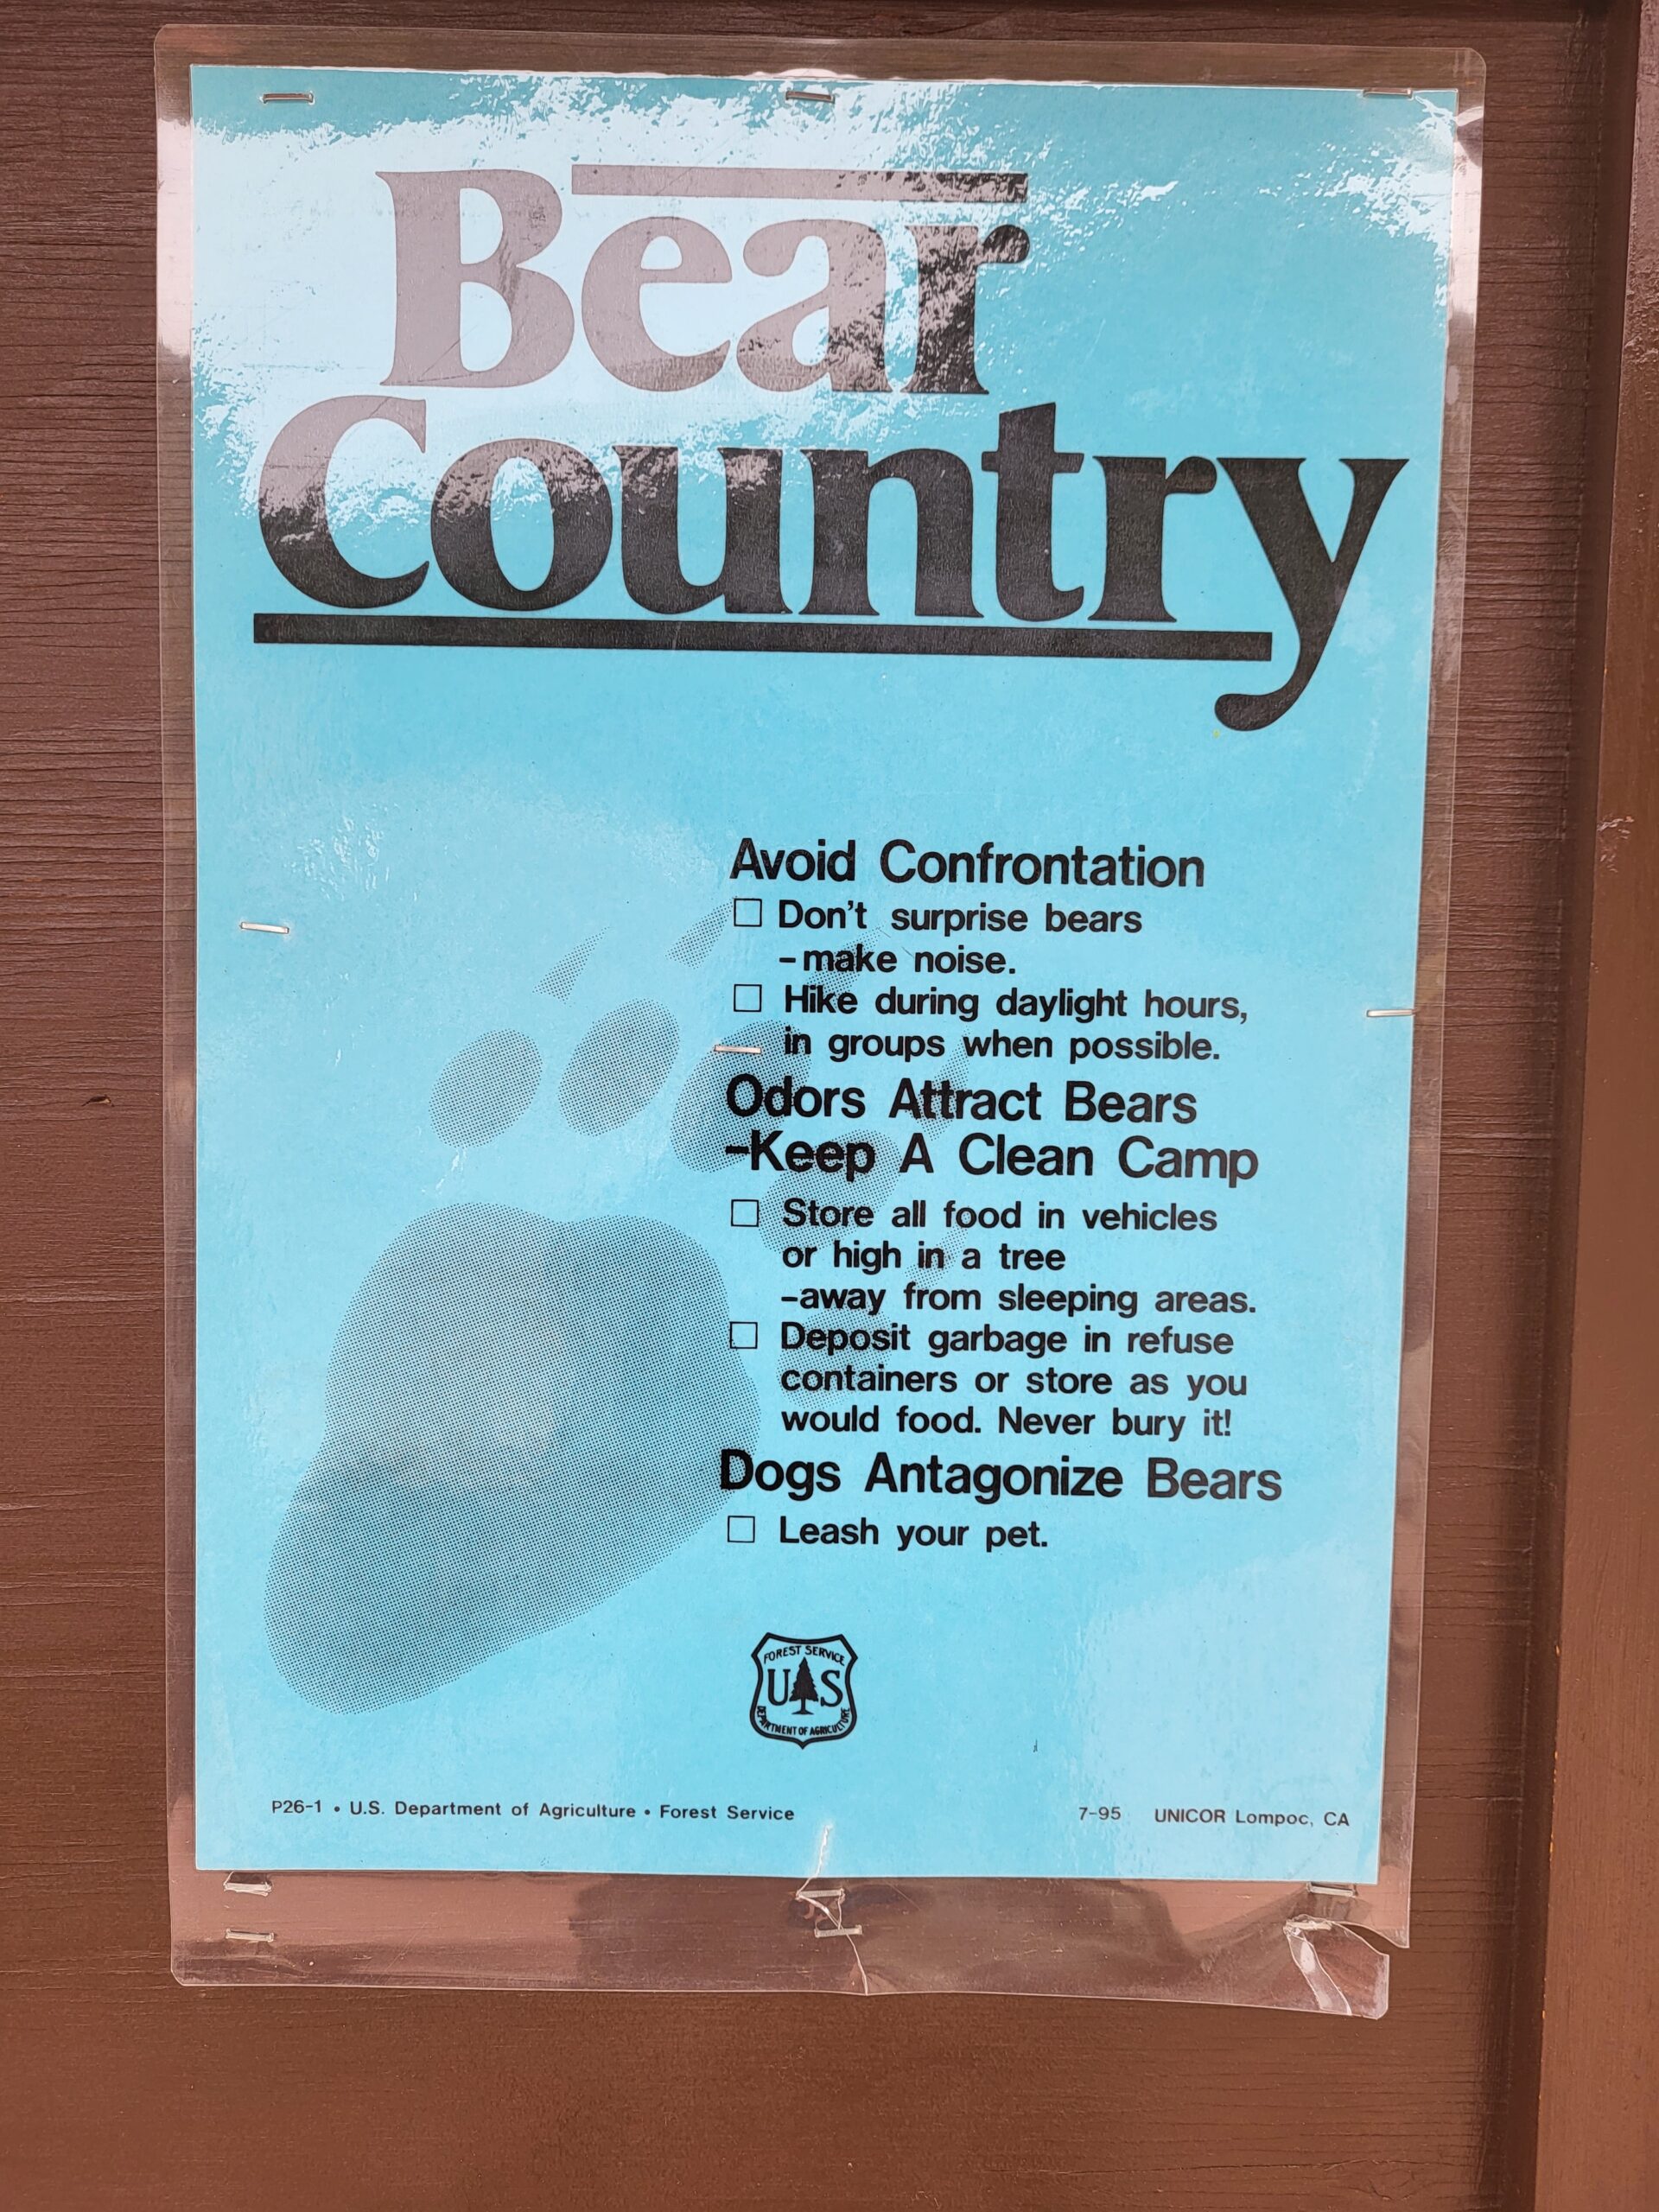 Bear
Country
Avoid Confrontation
□ Don't surprise bears
-make noise.
□ Hike during daylight hours,
in groups when possible.
Odors Attract Bears
-Keep A Clean Camp
□ Store all food in vehicles
or high in a tree
-away from sleeping areas.
□ Deposit garbage in refuse
containers or store as you
would food. Never bury it!
Dogs Antagonize Bears
□ Leash your pet.
FOREST SERVICE
U S
DEPARTMENT OF AGRICULTURE
P26-1 • U.S. Department of Agriculture • Forest Service
7-95 UNICOR Lompoc, CA